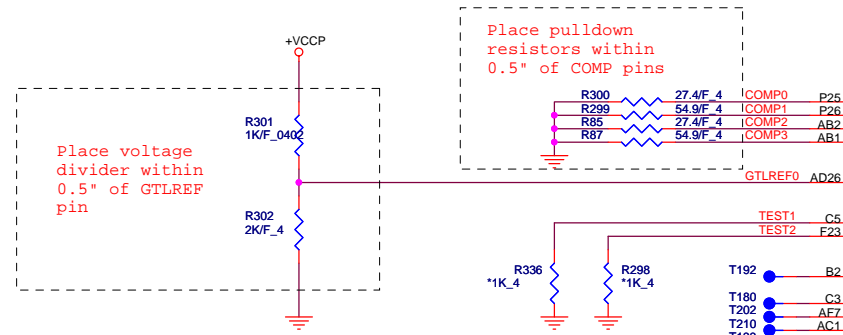 Place pulldown
resistors within
0.5" of COMP pins
+VCCP
R300 27.4/F_4 COMP0 P25
R299 54.9/F_4 COMP1 P26
R85 27.4/F_4 COMP2 AB2
R87 54.9/F_4 COMP3 AB1
R301
1K/F_0402
Place voltage
divider within
0.5" of GTLREF
pin
GTLREF0 AD26
R302
2K/F_4
TEST1 C5
TEST2 F23
R336
*1K_4
R298
*1K_4
T192 B2
T180 C3
T202 AF7
T210 AC1